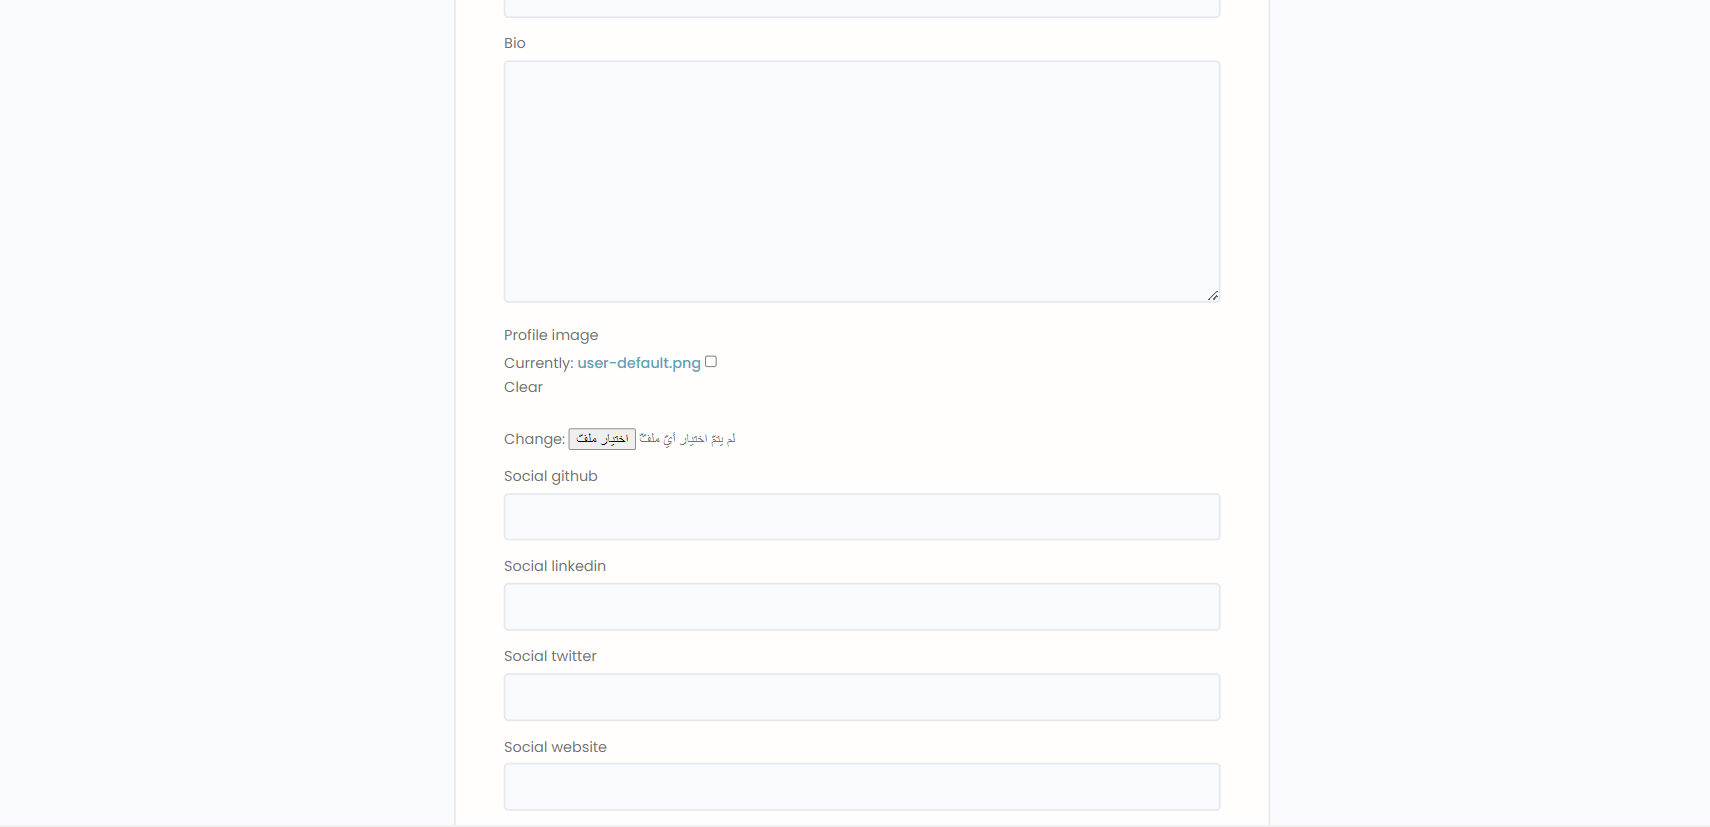 Bio
Profile image
Currently: user-default.png
Clear
Change: اختيار ملفّ لم يتمّ اختيار أيّ ملفّ
Social github
Social linkedin
Social twitter
Social website